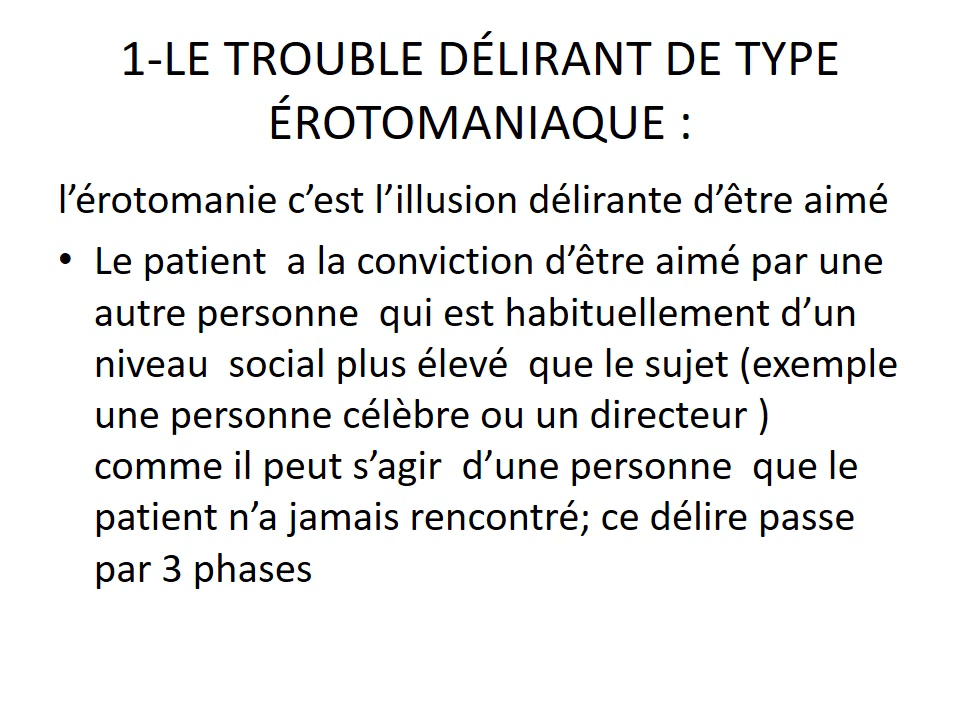 1-LE TROUBLE DÉLIRANT DE TYPE
ÉROTOMANIAQUE :
l’érotomanie c’est l’illusion délirante d’être aimé
• Le patient  a la conviction d’être aimé par une
autre personne  qui est habituellement d’un
niveau  social plus élevé  que le sujet (exemple
une personne célèbre ou un directeur )
comme il peut s’agir  d’une personne  que le
patient n’a jamais rencontré; ce délire passe
par 3 phases